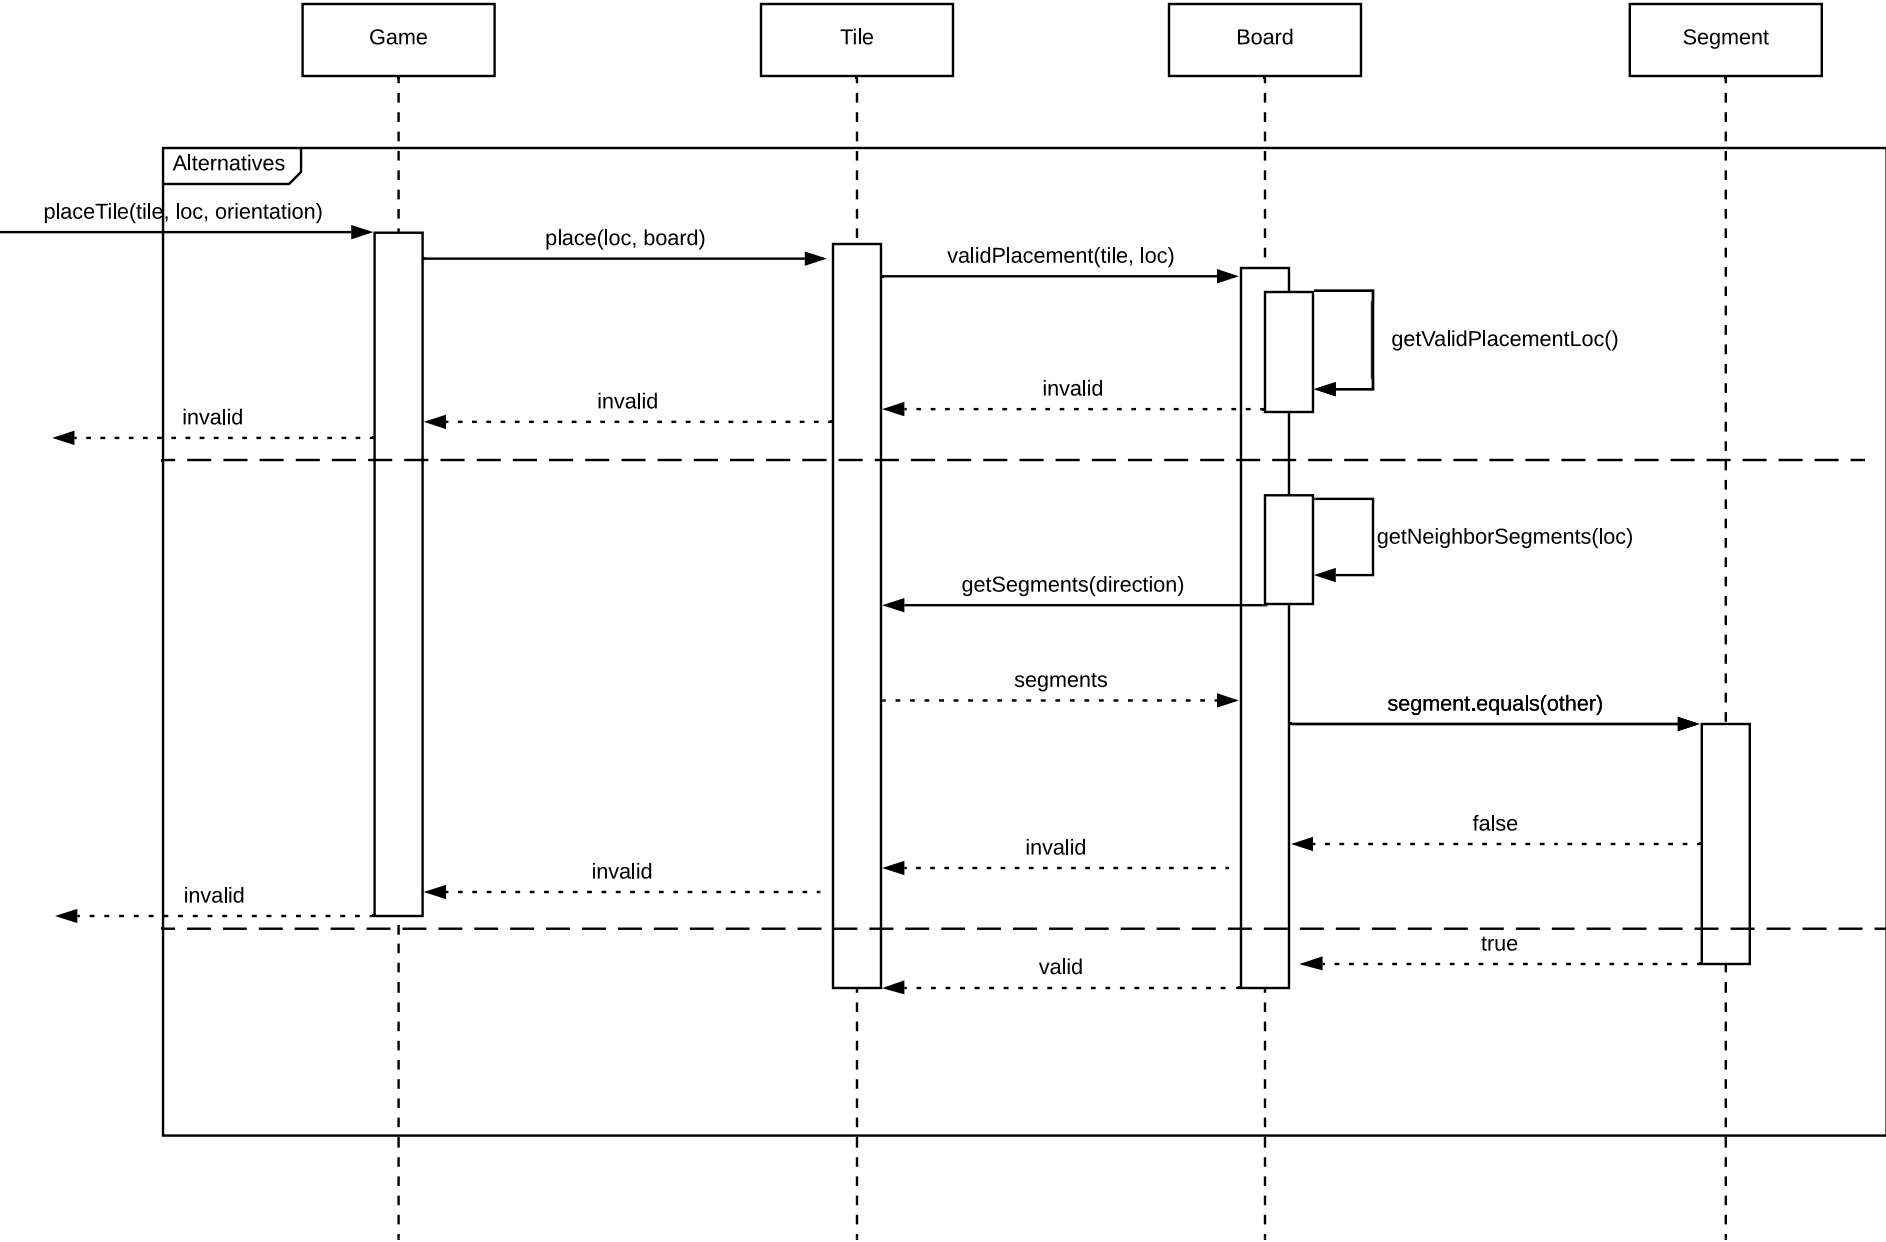 Game
Tile
Board
Segment
Alternatives
placeTile(tile, loc, orientation)
place(loc, board)
validPlacement(tile, loc)
getValidPlacementLoc()
invalid
invalid
invalid
getNeighborSegments(loc)
getSegments(direction)
segments
segment.equals(other)
false
invalid
invalid
invalid
true
valid